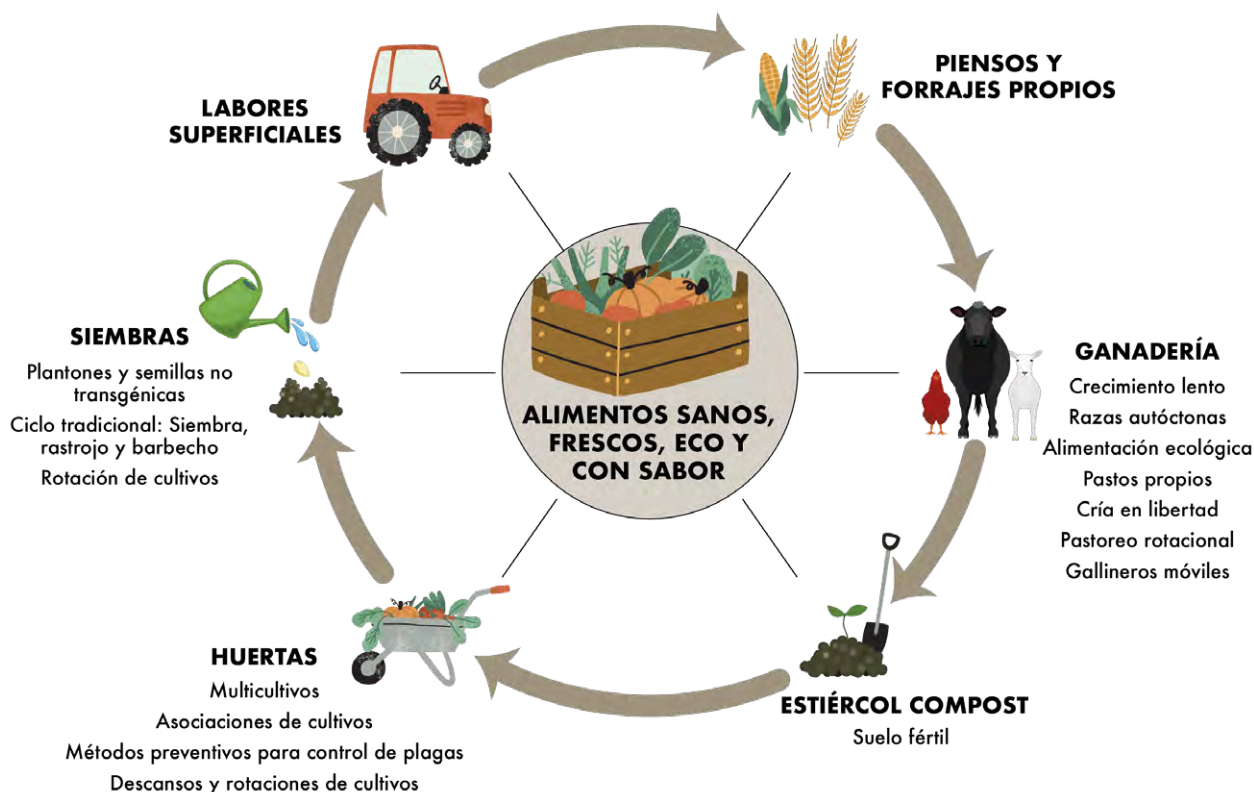 LABORES
SUPERFICIALES
PIENSOS Y
FORRAJES PROPIOS
SIEMBRAS
Plantones y semillas no
transgénicas
Ciclo tradicional: Siembra,
rastrojo y barbecho
Rotación de cultivos
ALIMENTOS SANOS,
FRESCOS, ECO Y
CON SABOR
GANADERÍA
Crecimiento lento
Razas autóctonas
Alimentación ecológica
Pastos propios
Cría en libertad
Pastoreo rotacional
Gallineros móviles
HUERTAS
Multicultivos
Asociaciones de cultivos
Métodos preventivos para control de plagas
Descansos y rotaciones de cultivos
ESTIÉRCOL COMPOST
Suelo fértil